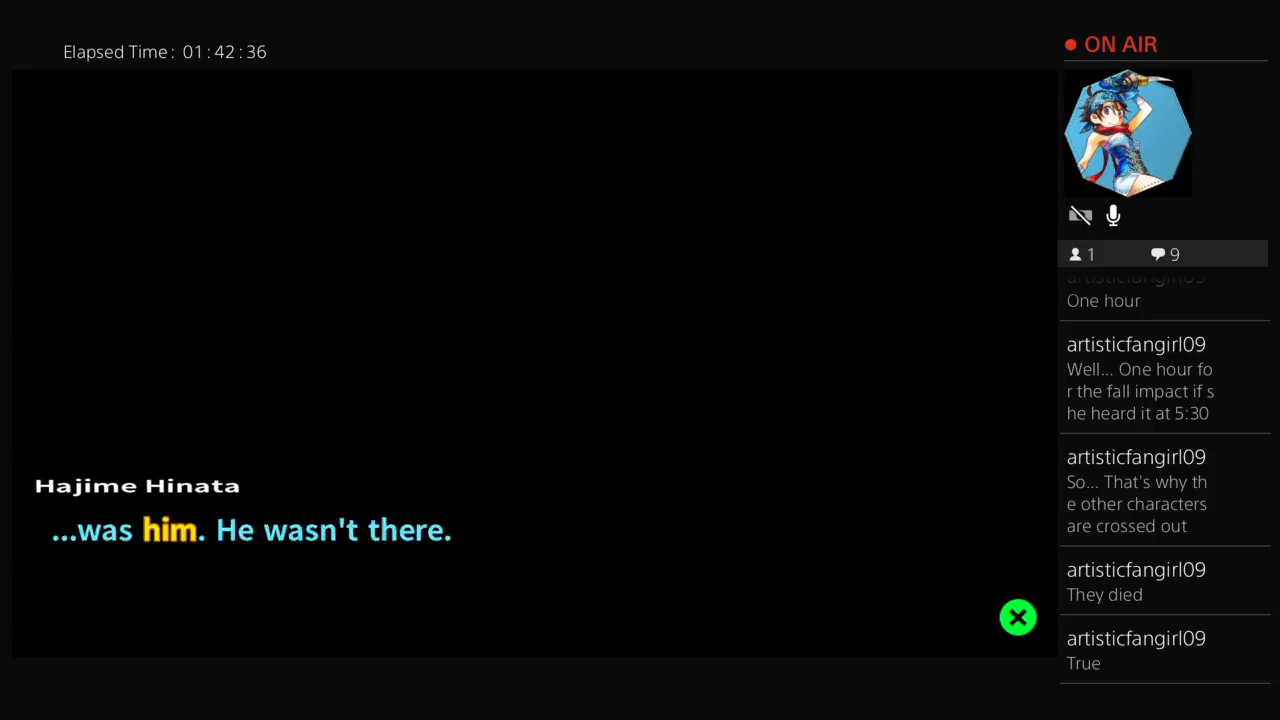 Elapsed Time: 01:42:36
ON AIR
1 9
artisticfangirl09
One hour
artisticfangirl09
Well... One hour fo
r the fall impact if s
he heard it at 5:30
artisticfangirl09
So... That's why th
e other characters
are crossed out
artisticfangirl09
They died
artisticfangirl09
True
Hajime Hinata
...was him. He wasn't there.